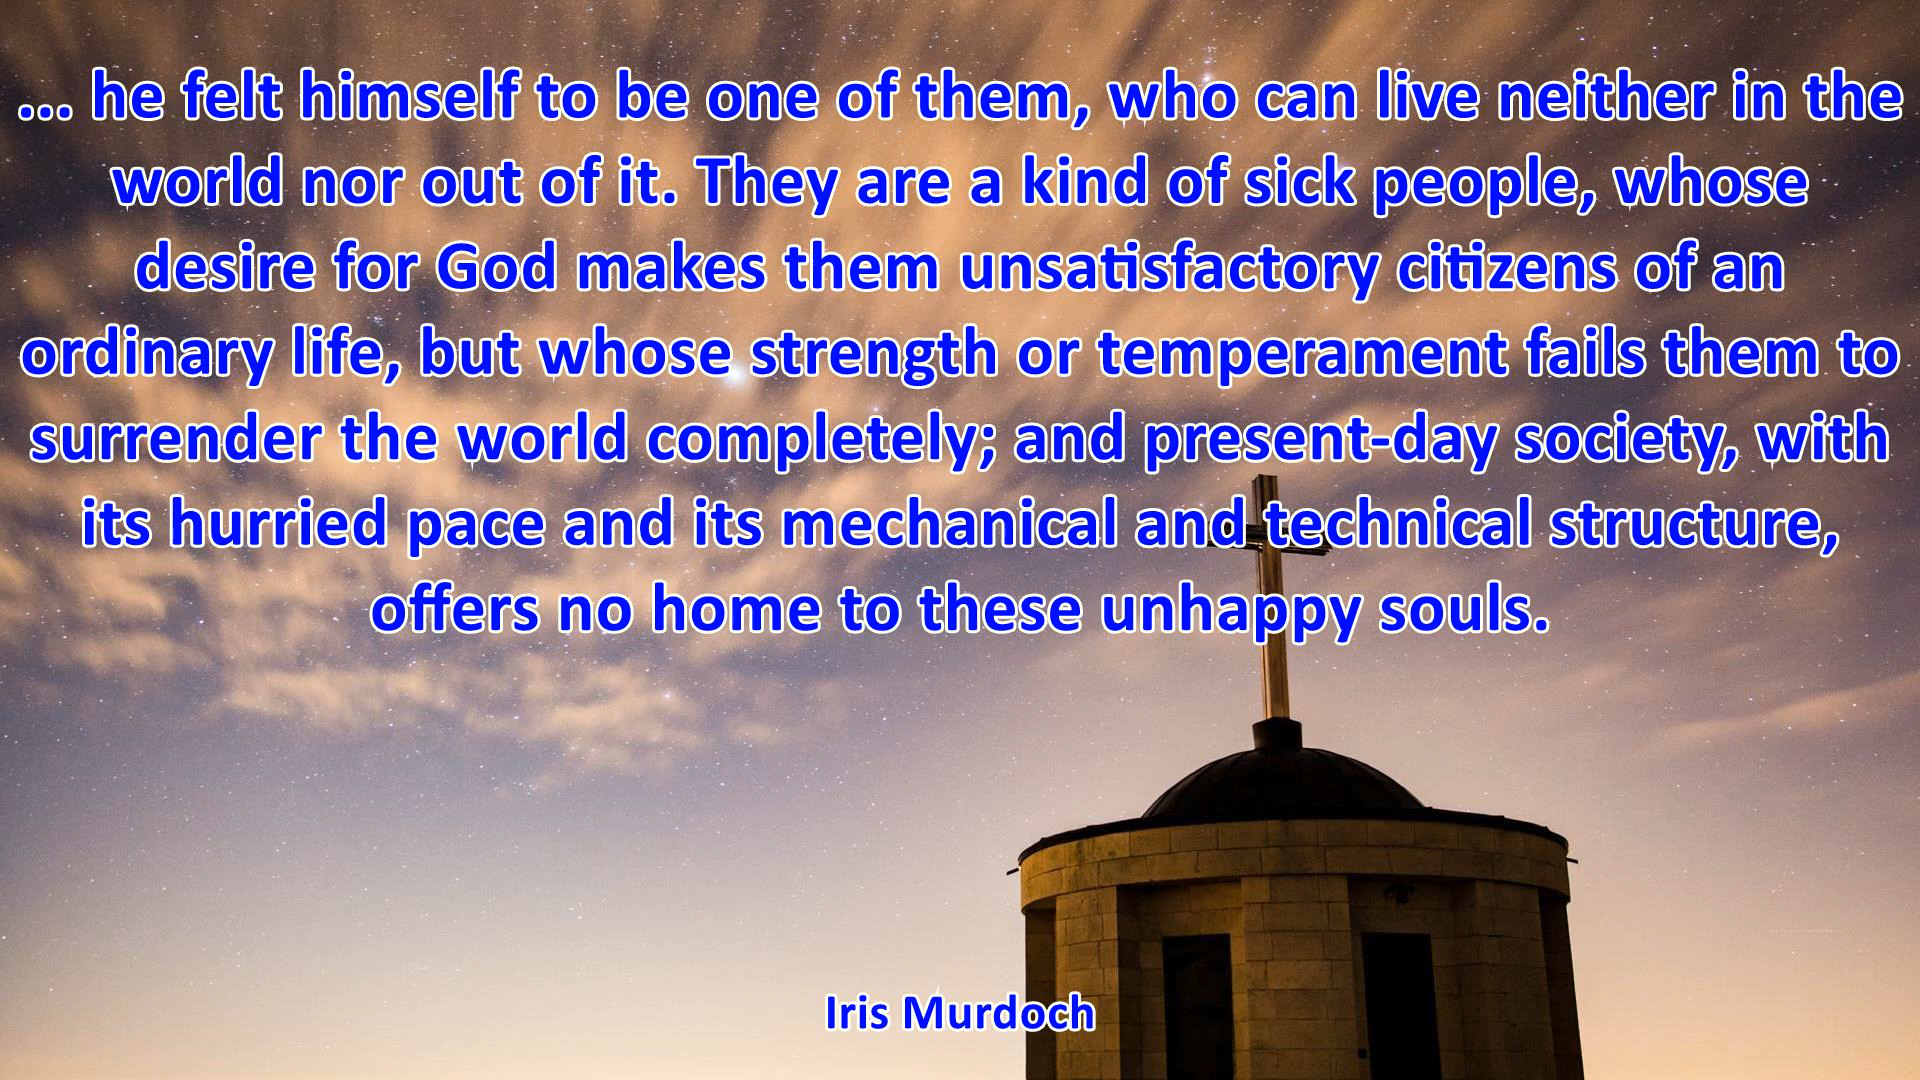 ... he felt himself to be one of them, who can live neither in the
world nor out of it. They are a kind of sick people, whose
desire for God makes them unsatisfactory citizens of an
ordinary life, but whose strength or temperament fails them to
surrender the world completely; and present-day society, with
its hurried pace and its mechanical and technical structure,
offers no home to these unhappy souls.
Iris Murdoch